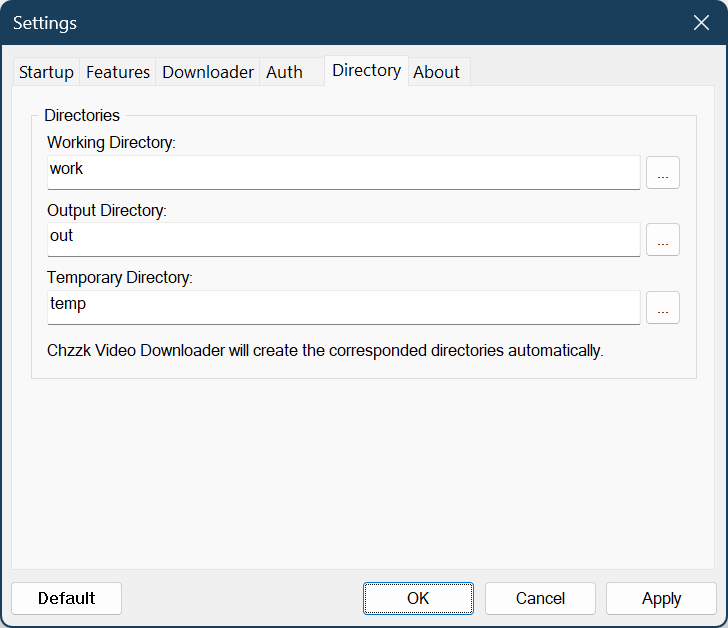 Settings
Startup Features Downloader Auth Directory About
Directories
Working Directory:
work
...
Output Directory:
out
...
Temporary Directory:
temp
...
Chzzk Video Downloader will create the corresponded directories automatically.
Default OK Cancel Apply